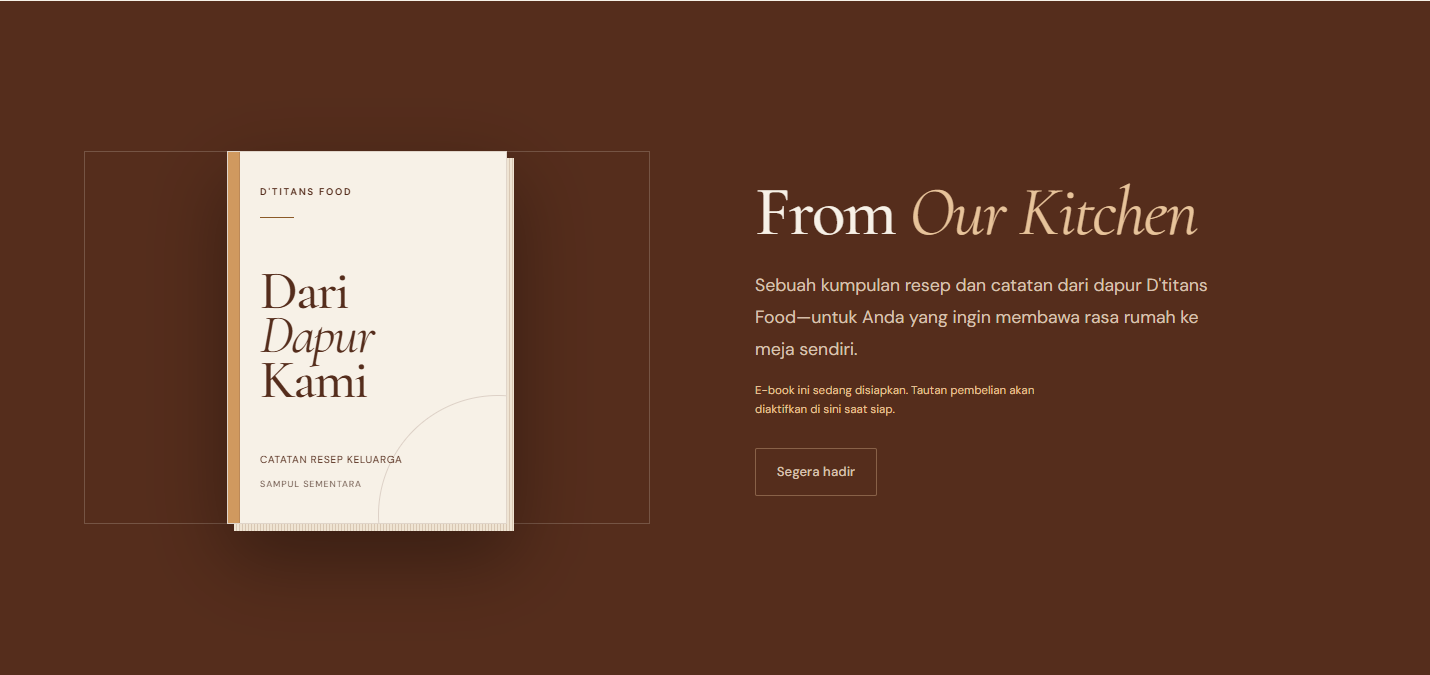 D'TITANS FOOD
Dari
Dapur
Kami
CATATAN RESEP KELUARGA
SAMPUL SEMENTARA
From Our Kitchen
Sebuah kumpulan resep dan catatan dari dapur D'titans
Food—untuk Anda yang ingin membawa rasa rumah ke
meja sendiri.
E-book ini sedang disiapkan. Tautan pembelian akan
diaktifkan di sini saat siap.
Segera hadir